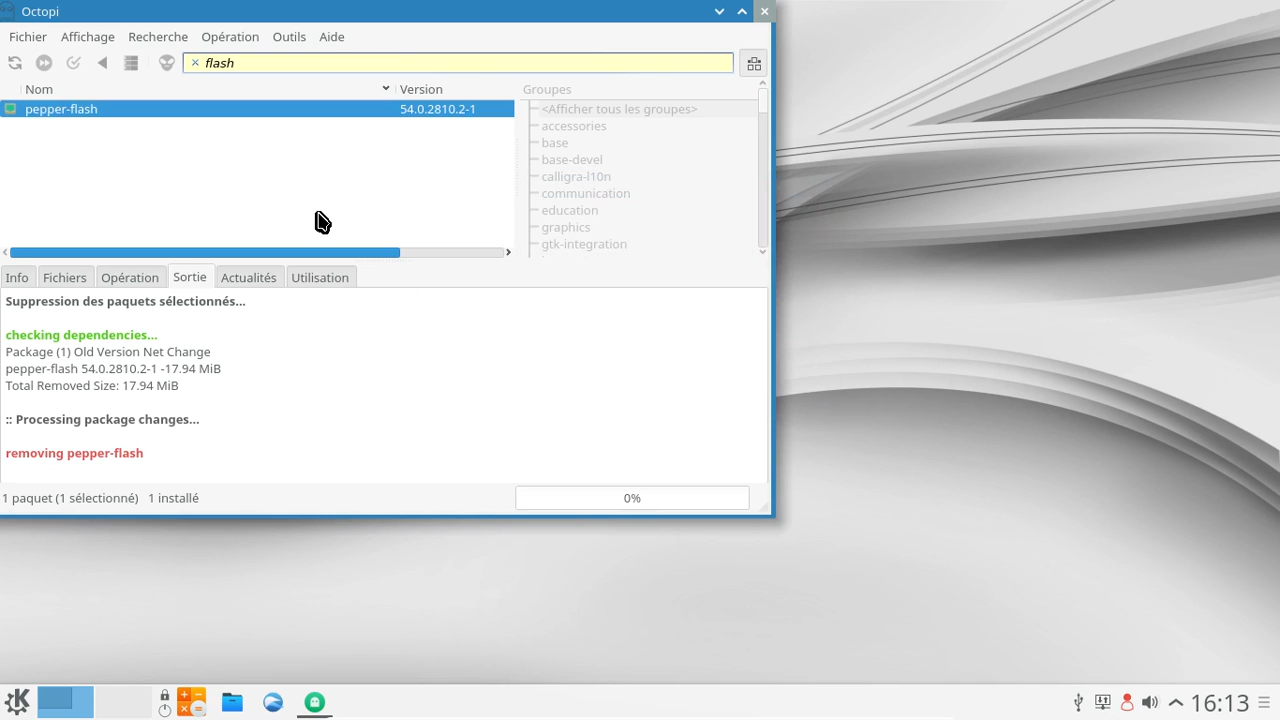 Octopi
Fichier Affichage Recherche Opération Outils Aide
flash
Nom Version Groupes
pepper-flash 54.0.2810.2-1
<Afficher tous les groupes>
accessories
base
base-devel
calligra-l10n
communication
education
graphics
gtk-integration
Info Fichiers Opération Sortie Actualités Utilisation
Suppression des paquets sélectionnés...
checking dependencies...
Package (1) Old Version Net Change
pepper-flash 54.0.2810.2-1 -17.94 MiB
Total Removed Size: 17.94 MiB
:: Processing package changes...
removing pepper-flash
1 paquet (1 sélectionné) 1 installé 0%
16:13